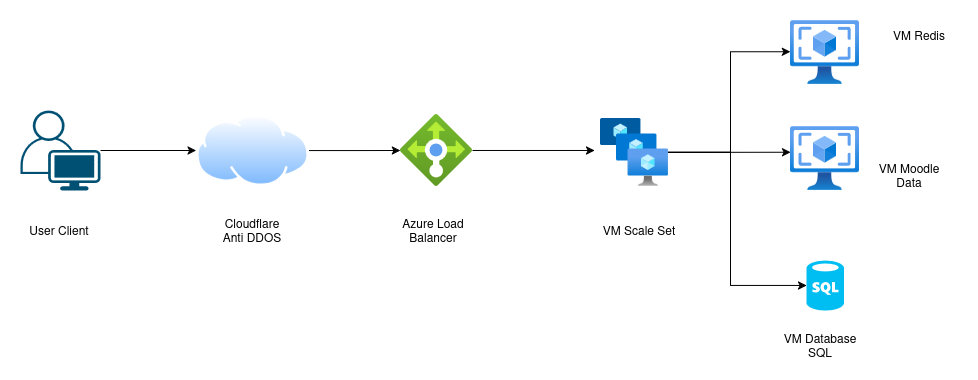 VM Redis
VM Moodle
Data
User Client
Cloudflare
Anti DDOS
Azure Load
Balancer
VM Scale Set
SQL
VM Database
SQL